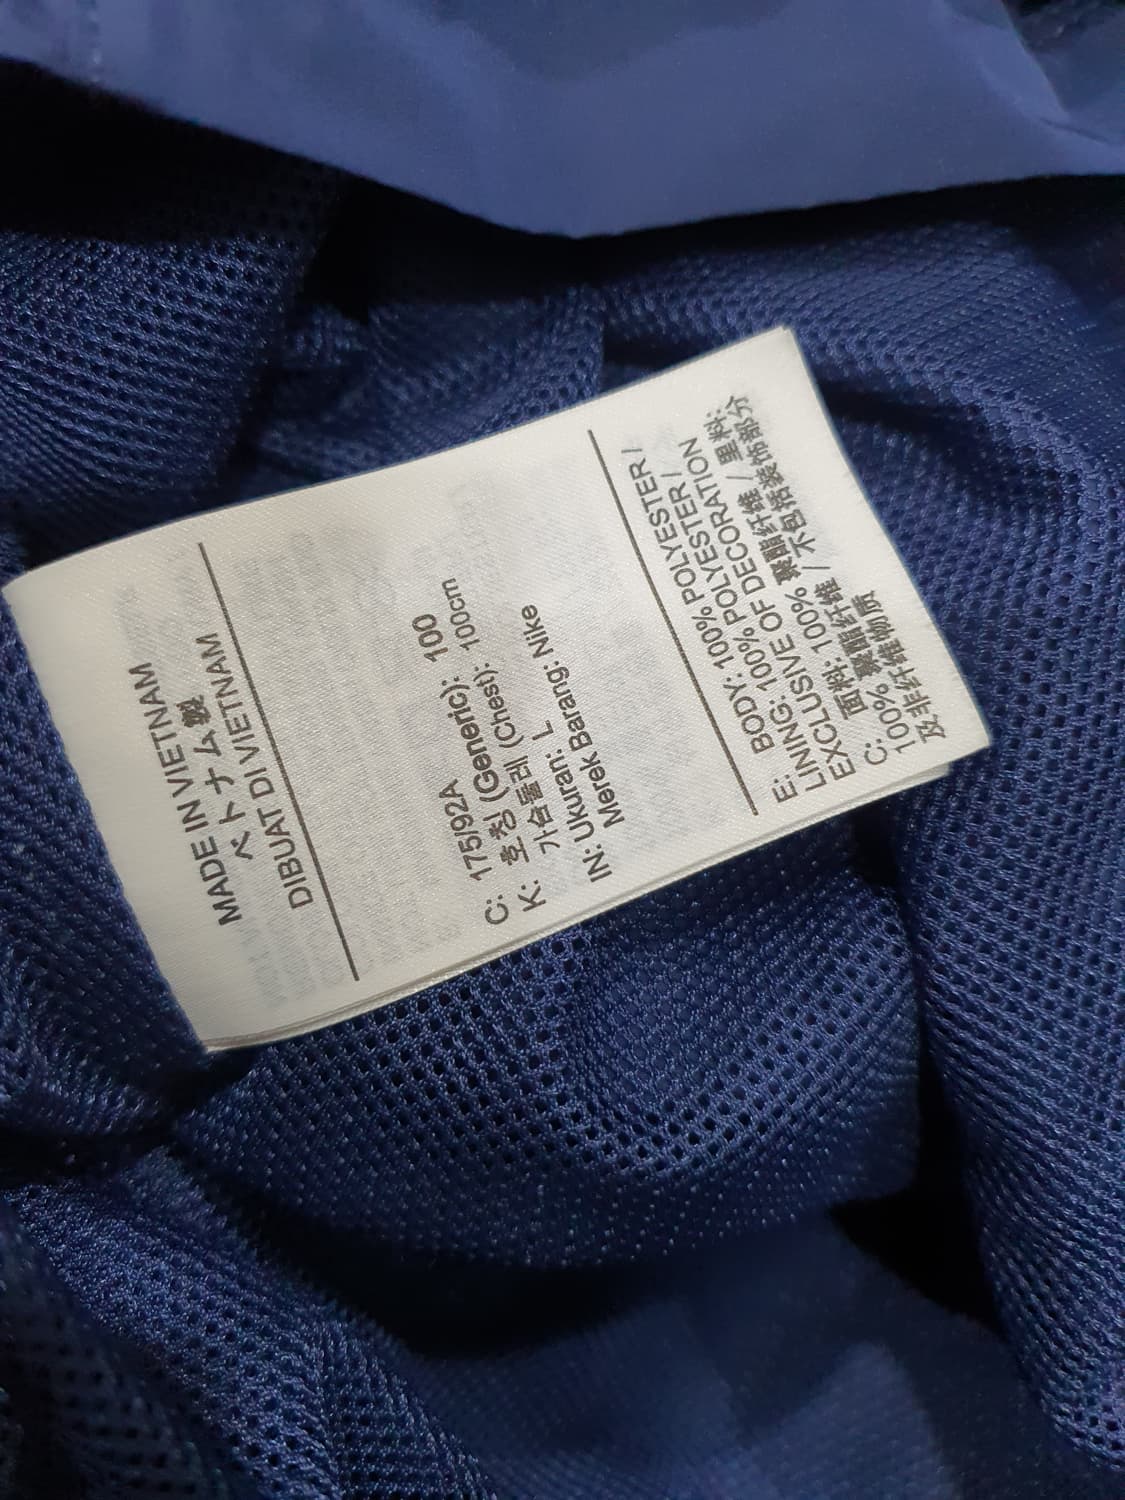 MADE IN VIETNAM
ベトナム製
DIBUAT DI VIETNAM
C: 175/92A
K: 호칭 (Generic): 100
가슴둘레 (Chest): 100cm
IN: Ukuran: L
Merek Barang: Nike
E: BODY: 100% POLYESTER /
LINING: 100% POLYESTER /
EXCLUSIVE OF DECORATION
C: 面料: 100% 聚酯纤维 / 里料:
100% 聚酯纤维 / 不包括装饰部分
及非纤维物质